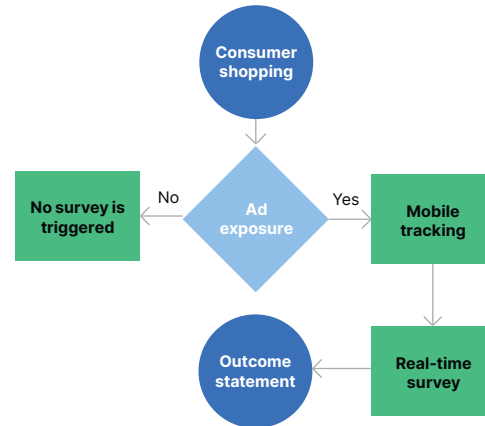 Consumer
shopping
No
Yes
No survey is
triggered
Ad
exposure
Mobile
tracking
Outcome
statement
Real-time
survey